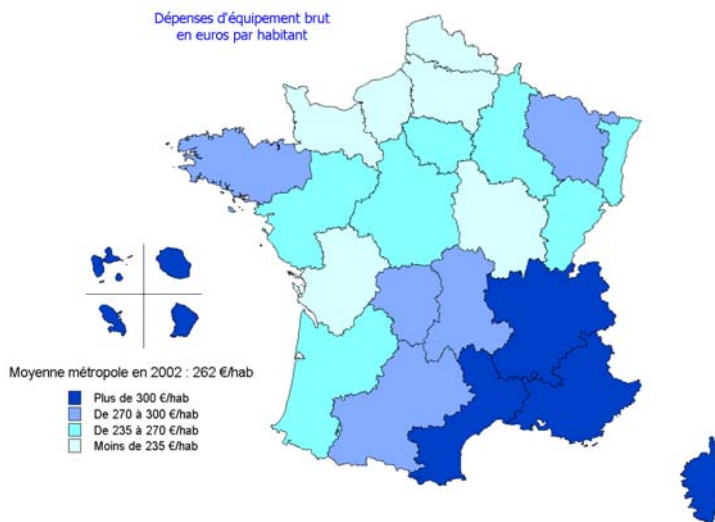 Dépenses d'équipement brut
en euros par habitant
Moyenne métropole en 2002 : 262 €/hab
Plus de 300 €/hab
De 270 à 300 €/hab
De 235 à 270 €/hab
Moins de 235 €/hab